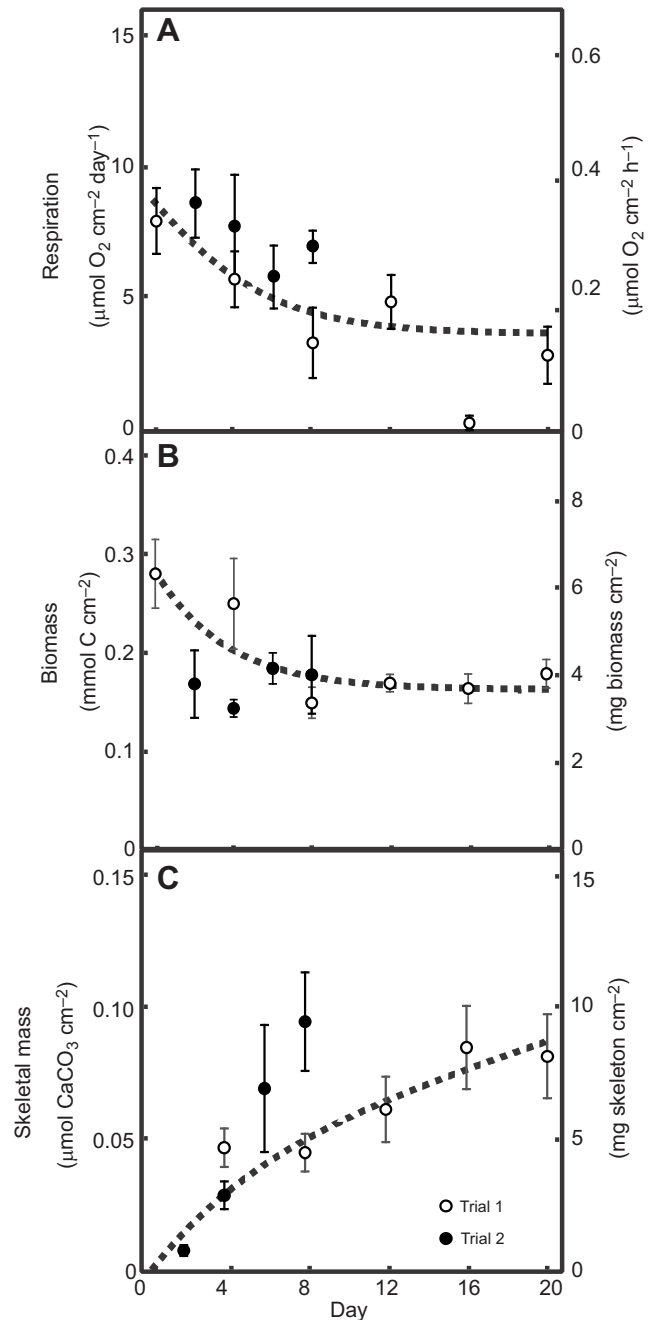 A
15
10
5
0
Respiration
(µmol O2 cm−2 day−1)
0.6
0.4
0.2
0
(µmol O2 cm−2 h−1)
B
0.4
0.3
0.2
0.1
0
Biomass
(mmol C cm−2)
8
6
4
2
0
(mg biomass cm−2)
C
0.15
0.10
0.05
0
Skeletal mass
(µmol CaCO3 cm−2)
15
10
5
0
(mg skeleton cm−2)
Trial 1
Trial 2
0 4 8 12 16 20
Day